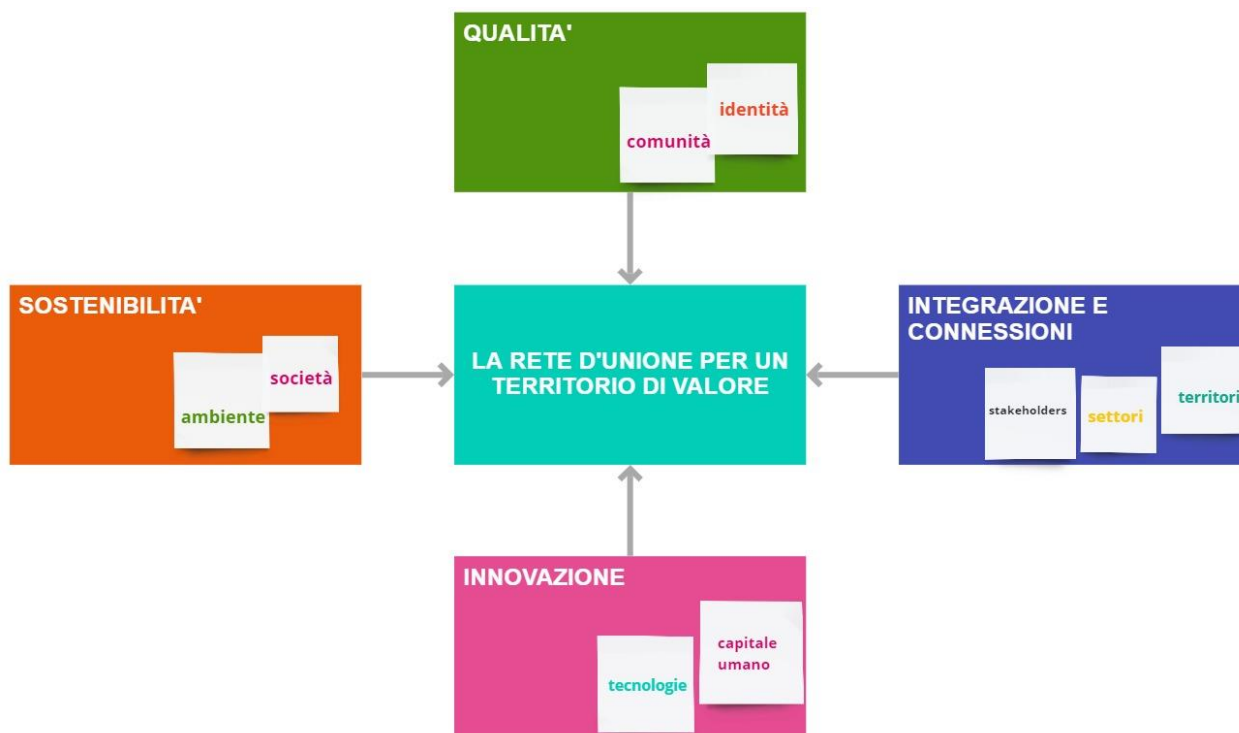 QUALITA'
identità
comunità
SOSTENIBILITA'
società
ambiente
LA RETE D'UNIONE PER UN
TERRITORIO DI VALORE
INTEGRAZIONE E
CONNESSIONI
territori
stakeholders
settori
INNOVAZIONE
capitale
umano
tecnologie